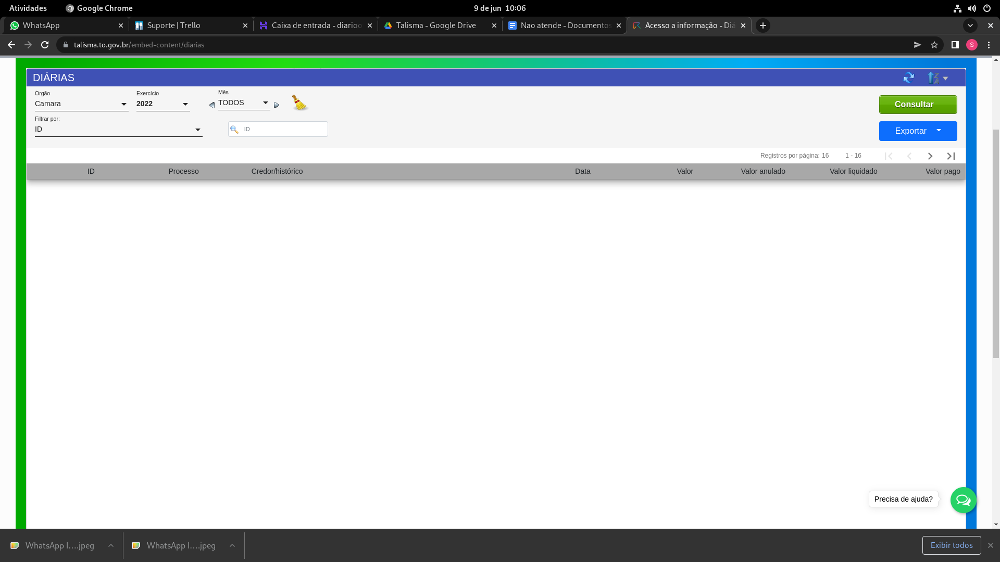 Atividades Google Chrome 9 de jun 10:06
WhatsApp Suporte | Trello Caixa de entrada - diarioo Talisma - Google Drive Nao atende - Documentos Acesso a informação - Diá
talisma.to.gov.br/embed-content/diarias S
DIÁRIAS
Orgão Exercício Mês
Camara 2022 TODOS
Consultar
Filtrar por:
ID ID
Exportar
Registros por página: 16 1 - 16
ID Processo Credor/histórico Data Valor Valor anulado Valor liquidado Valor pago
Precisa de ajuda?
WhatsApp I....jpeg WhatsApp I....jpeg Exibir todos